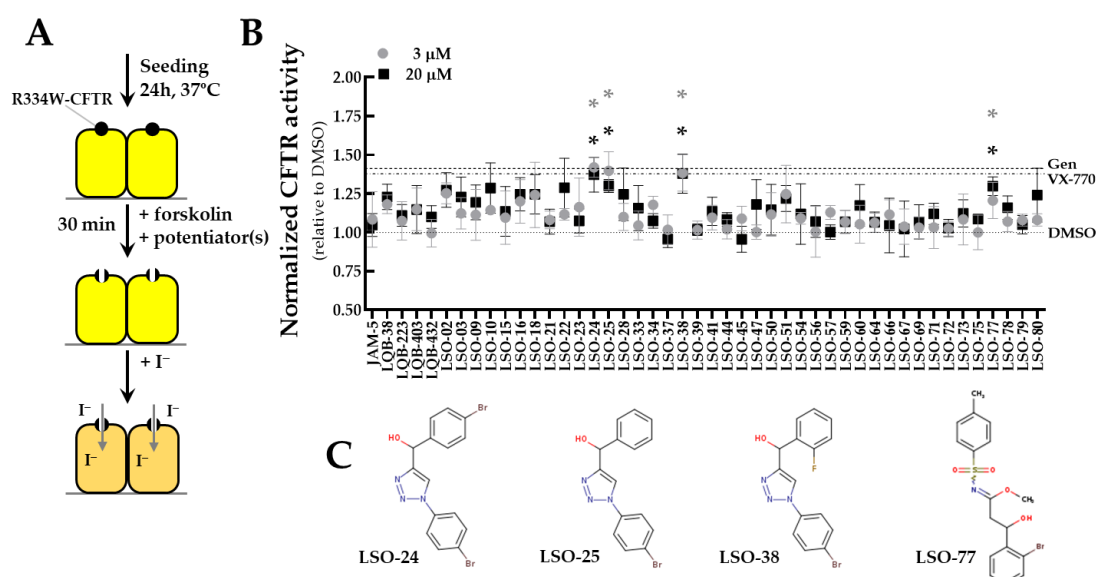 A
Seeding
24h, 37ºC
R334W-CFTR
30 min
+ forskolin
+ potentiator(s)
+ I⁻
I⁻
I⁻
I⁻
I⁻
B
3 μM
20 μM
Normalized CFTR activity
(relative to DMSO)
2.00
1.75
1.50
1.25
1.00
0.75
0.50
* * * *
* * * *
Gen
VX-770
DMSO
JAM-5
LQB-38
LQB-223
LQB-403
LQB-432
LSO-02
LSO-03
LSO-09
LSO-10
LSO-15
LSO-16
LSO-18
LSO-21
LSO-22
LSO-23
LSO-24
LSO-25
LSO-28
LSO-33
LSO-34
LSO-37
LSO-38
LSO-39
LSO-41
LSO-44
LSO-45
LSO-47
LSO-50
LSO-51
LSO-54
LSO-56
LSO-57
LSO-59
LSO-60
LSO-64
LSO-66
LSO-67
LSO-69
LSO-71
LSO-72
LSO-73
LSO-75
LSO-77
LSO-78
LSO-79
LSO-80
C
HO
Br
N
N
N
Br
LSO-24
HO
N
N
N
Br
LSO-25
HO
F
N
N
N
Br
LSO-38
CH₃
O
S
O
N
O
CH₃
OH
Br
LSO-77